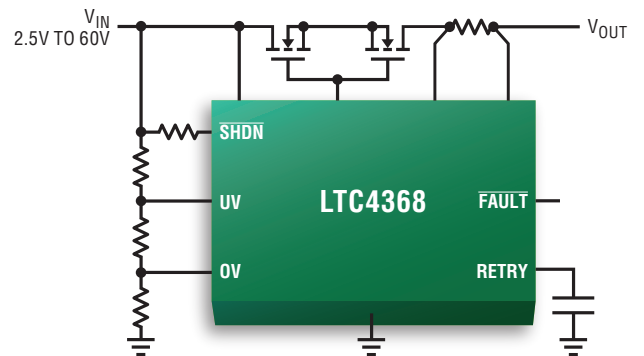 VIN
2.5V TO 60V
VOUT
SHDN
UV
LTC4368
FAULT
OV
RETRY